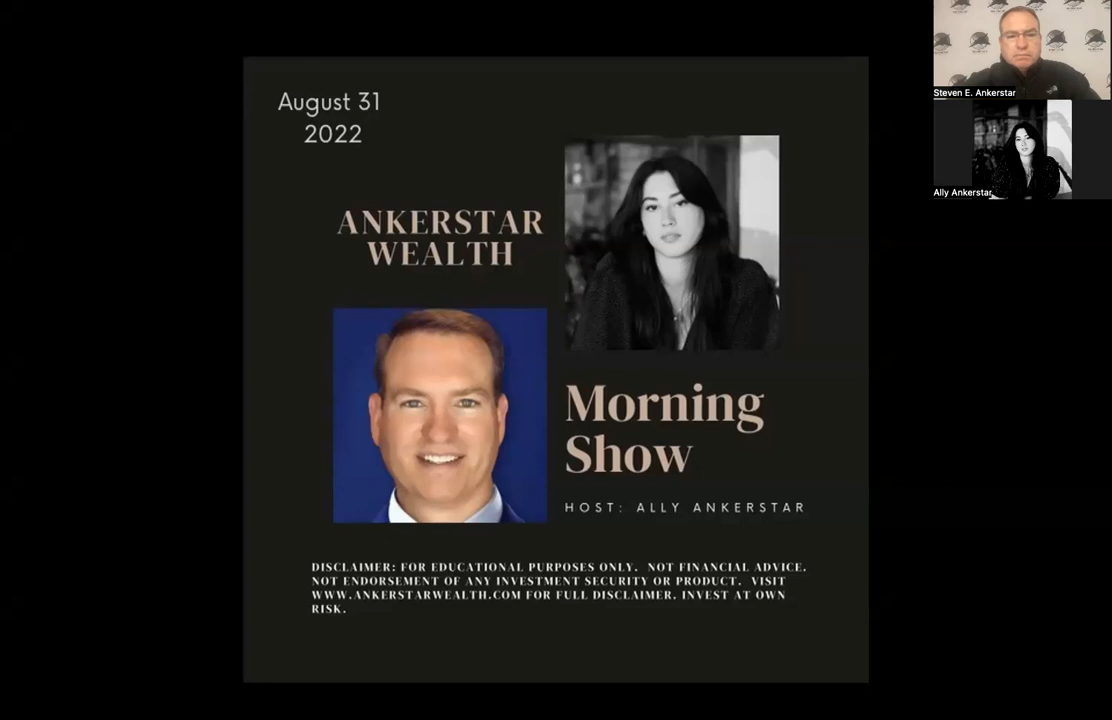 August 31
2022
ANKERSTAR
WEALTH
Morning
Show
HOST: ALLY ANKERSTAR
DISCLAIMER: FOR EDUCATIONAL PURPOSES ONLY. NOT FINANCIAL ADVICE.
NOT ENDORSEMENT OF ANY INVESTMENT SECURITY OR PRODUCT. VISIT
WWW.ANKERSTARWEALTH.COM FOR FULL DISCLAIMER. INVEST AT OWN
RISK.
Steven E. Ankerstar
Ally Ankerstar